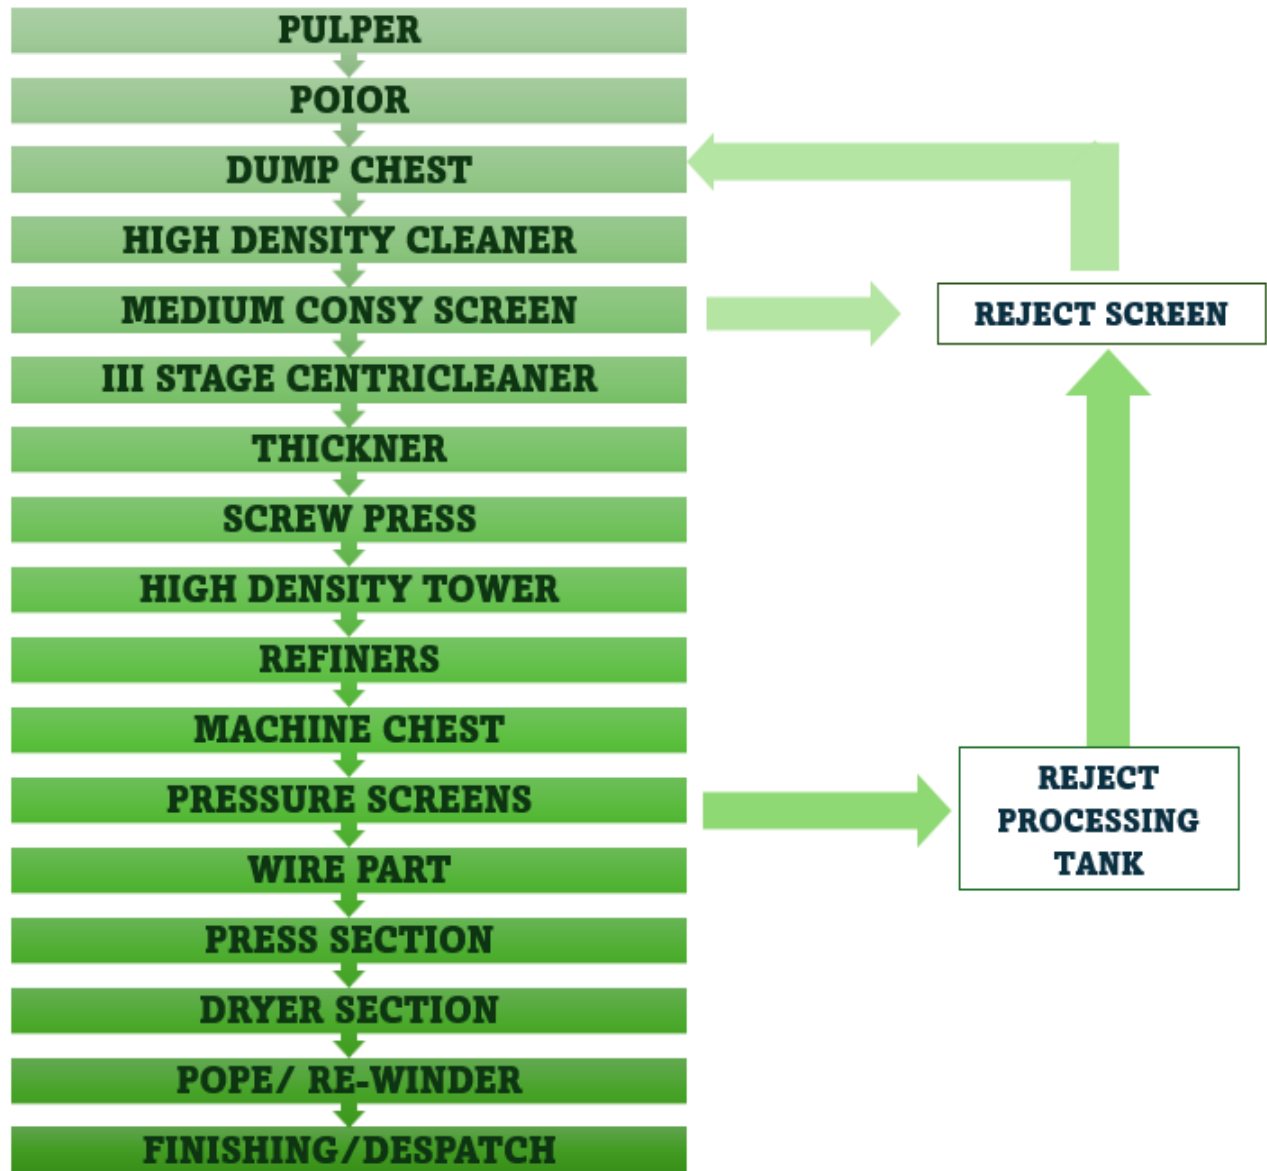 PULPER
POIOR
DUMP CHEST
HIGH DENSITY CLEANER
MEDIUM CONSY SCREEN
REJECT SCREEN
III STAGE CENTRICLEANER
THICKNER
SCREW PRESS
HIGH DENSITY TOWER
REFINERS
MACHINE CHEST
PRESSURE SCREENS
REJECT
PROCESSING
TANK
WIRE PART
PRESS SECTION
DRYER SECTION
POPE/ RE-WINDER
FINISHING/DESPATCH